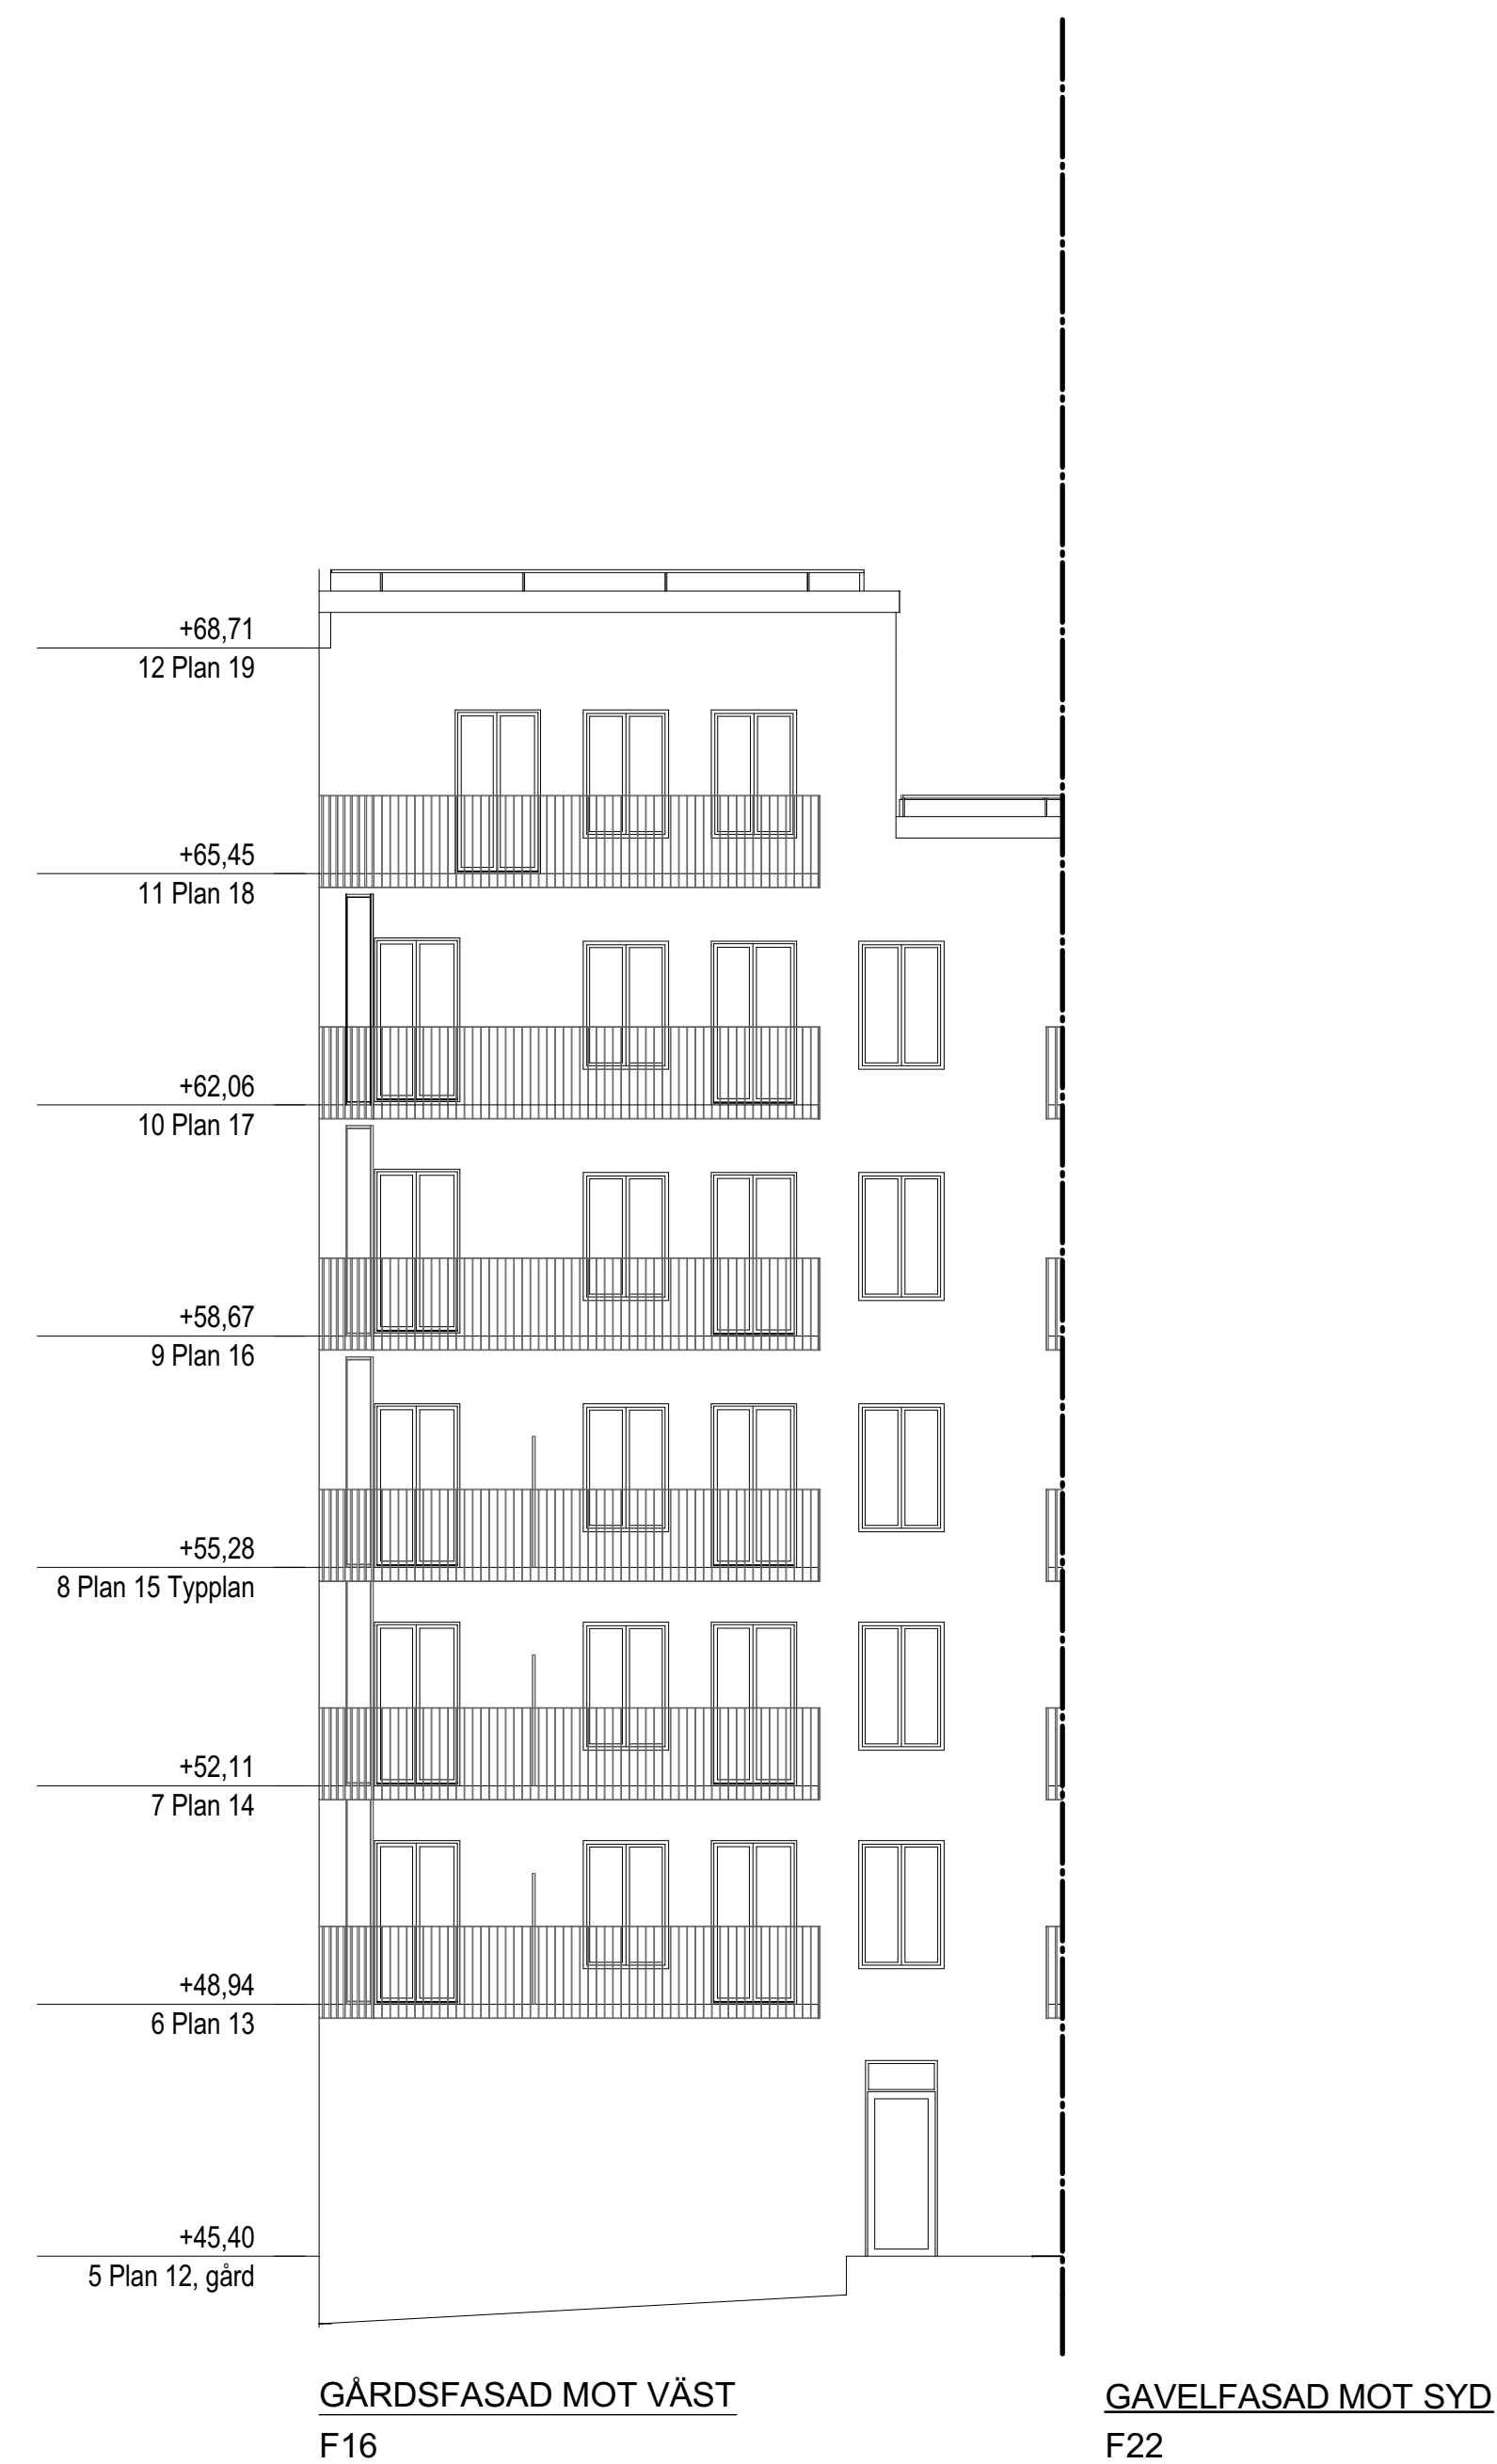 +68,71
12 Plan 19
+65,45
11 Plan 18
+62,06
10 Plan 17
+58,67
9 Plan 16
+55,28
8 Plan 15 Typplan
+52,11
7 Plan 14
+48,94
6 Plan 13
+45,40
5 Plan 12, gård
GÅRDSFASAD MOT VÄST
F16
GAVELFASAD MOT SYD
F22